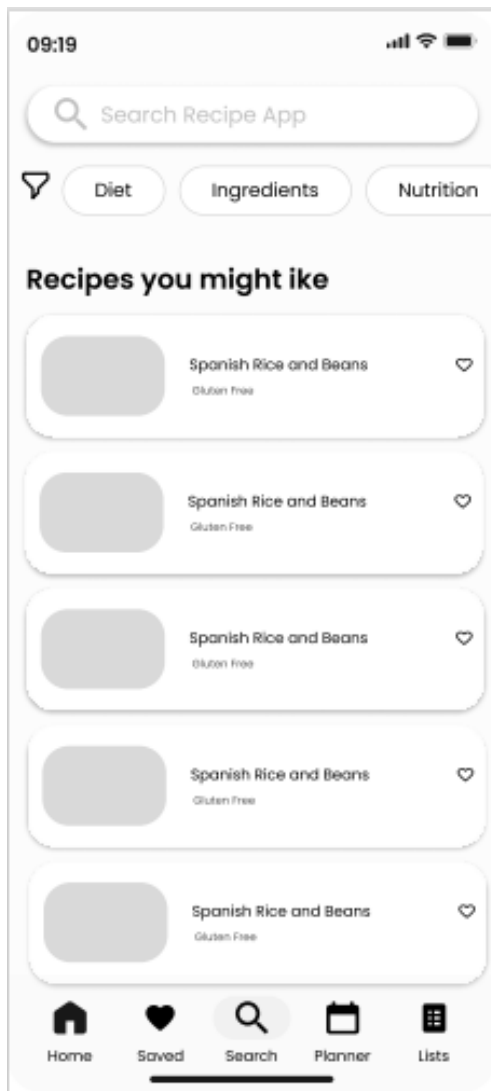 09:19
Search Recipe App
Diet Ingredients Nutrition
Recipes you might ike
Spanish Rice and Beans
Gluten Free
Spanish Rice and Beans
Gluten Free
Spanish Rice and Beans
Gluten Free
Spanish Rice and Beans
Gluten Free
Spanish Rice and Beans
Gluten Free
Home Saved Search Planner Lists